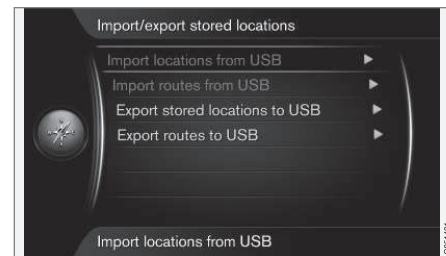 Import/export stored locations
Import locations from USB
Import routes from USB
Export stored locations to USB
Export routes to USB
Import locations from USB